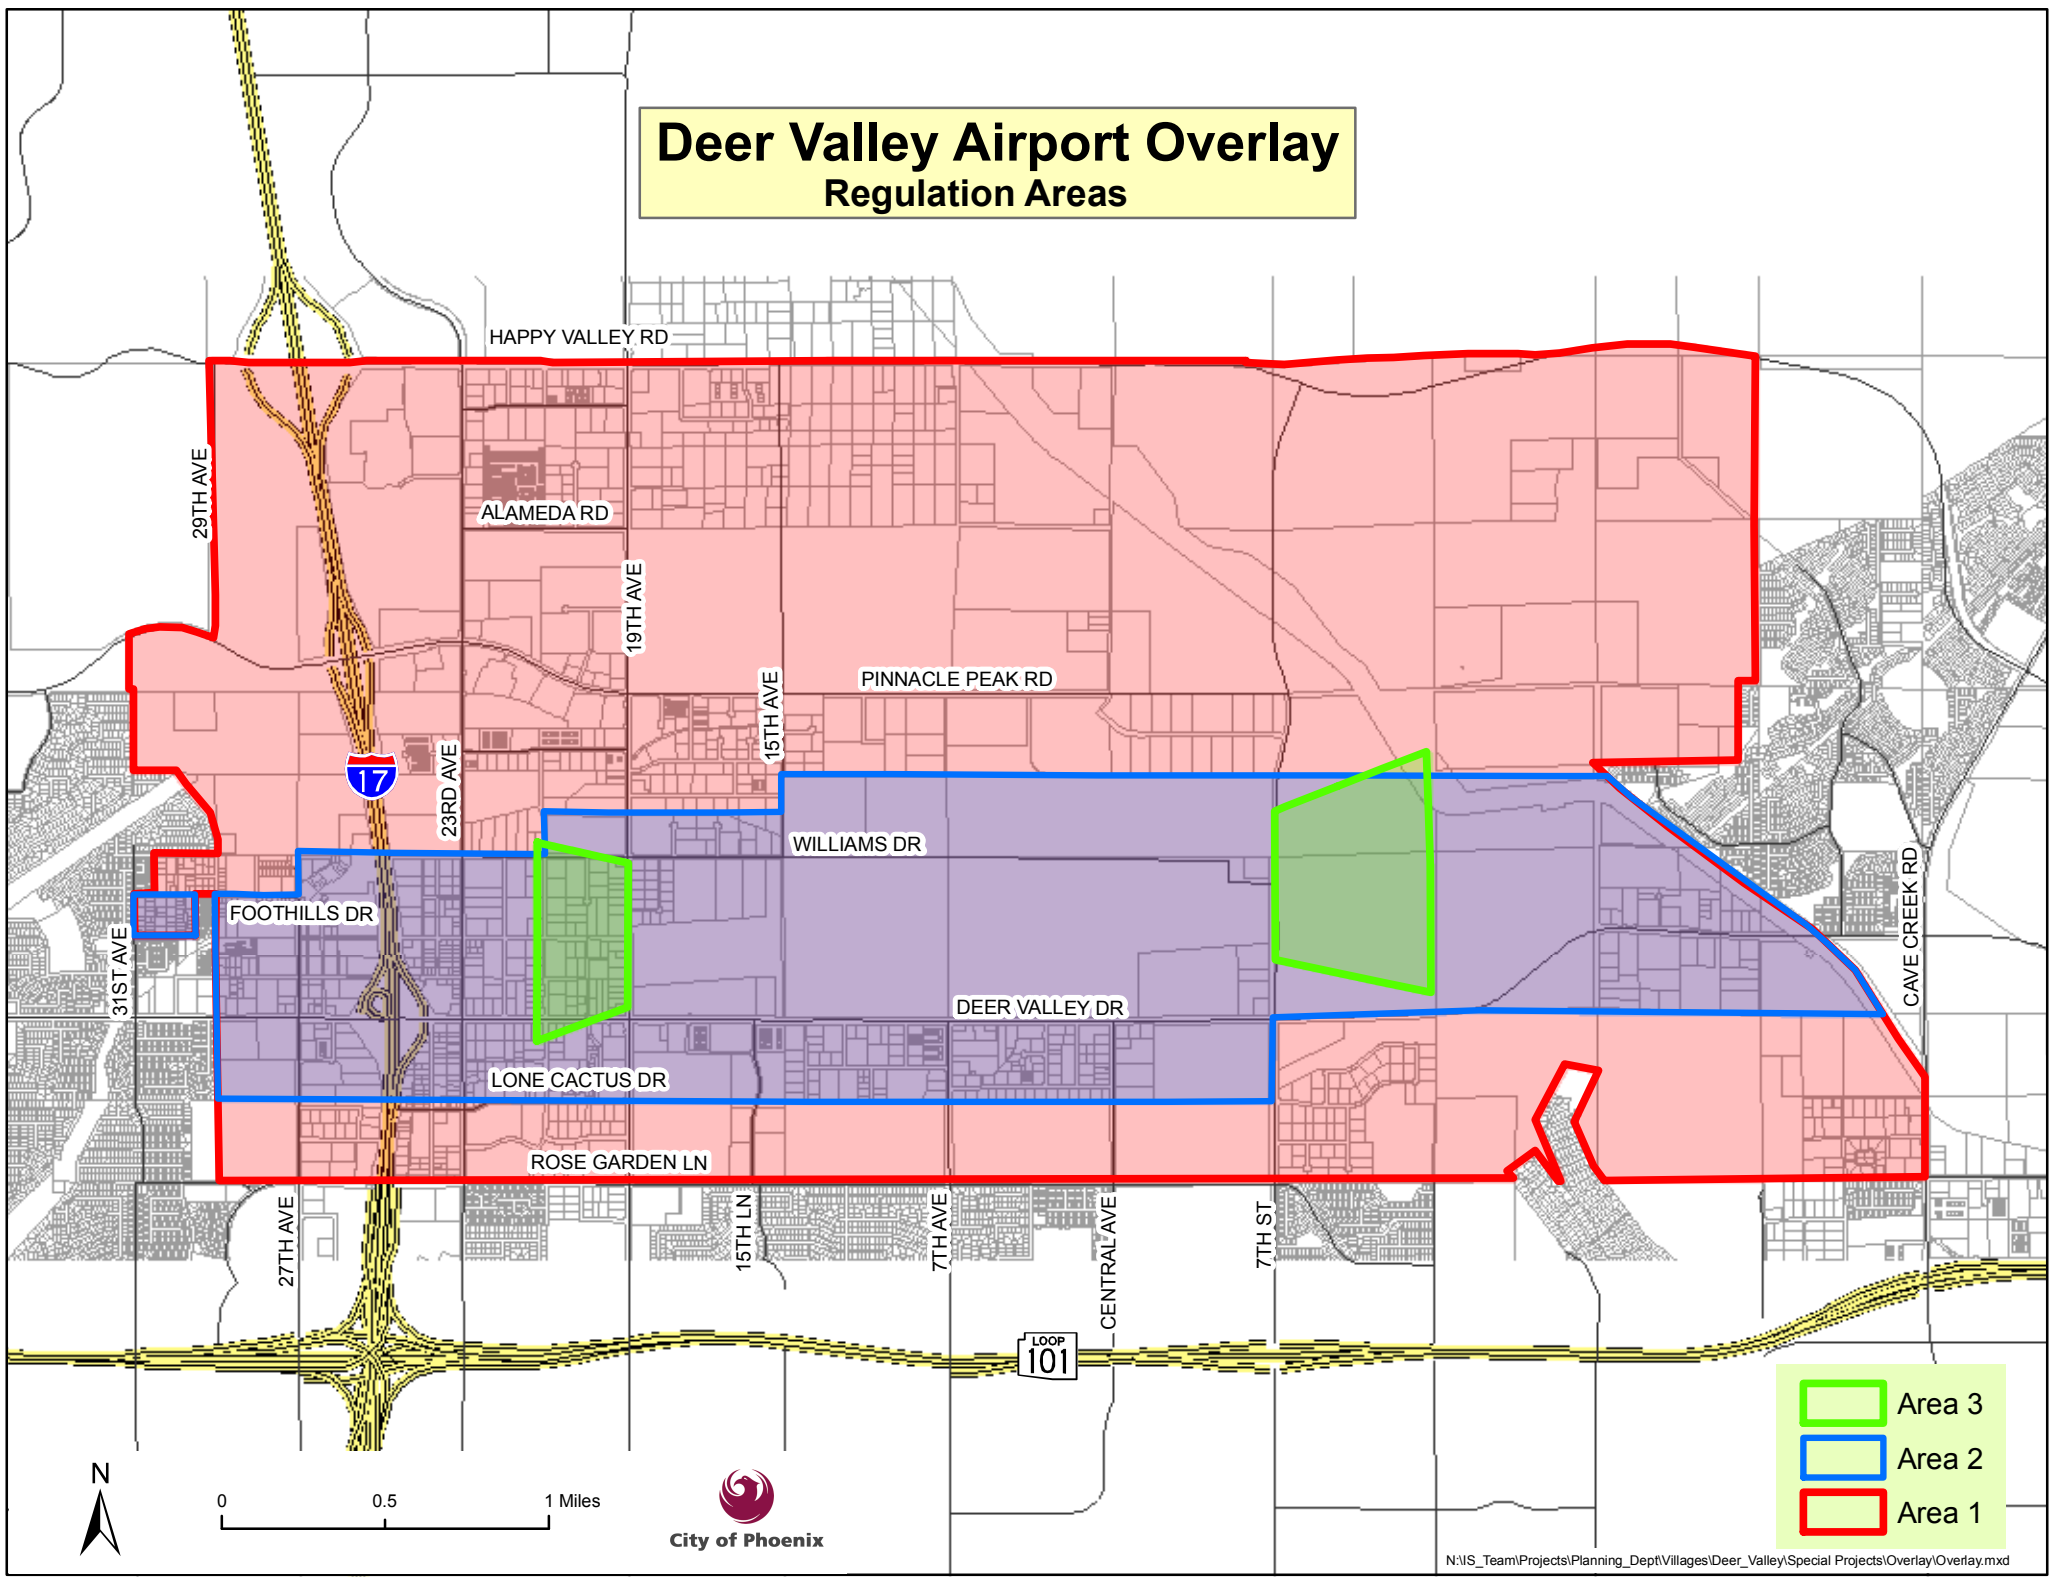 Deer Valley Airport Overlay
Regulation Areas
HAPPY VALLEY RD
29TH AVE
ALAMEDA RD
19TH AVE
PINNACLE PEAK RD
15TH AVE
17
23RD AVE
WILLIAMS DR
CAVE CREEK RD
FOOTHILLS DR
31ST AVE
DEER VALLEY DR
LONE CACTUS DR
ROSE GARDEN LN
27TH AVE
15TH LN
7TH AVE
CENTRAL AVE
7TH ST
LOOP
101
Area 3
Area 2
Area 1
N
0 0.5 1 Miles
City of Phoenix
N:\IS_Team\Projects\Planning_Dept\Villages\Deer_Valley\Special Projects\Overlay\Overlay.mxd